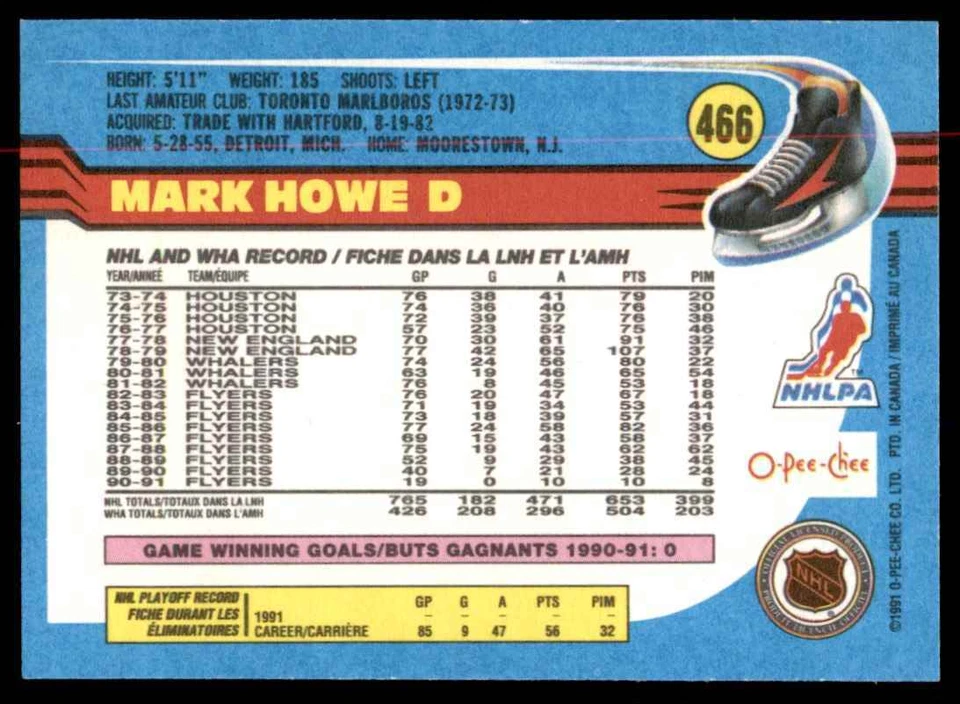 HEIGHT: 5'11" WEIGHT: 185 SHOOTS: LEFT
LAST AMATEUR CLUB: TORONTO MARLBOROS (1972-73)
ACQUIRED: TRADE WITH HARTFORD, 8-19-82
BORN: 5-28-55, DETROIT, MICH. HOME: MOORESTOWN, N.J.
466
MARK HOWE D
NHL AND WHA RECORD / FICHE DANS LA LNH ET L'AMH
YEAR/ANNEÉ TEAM/ÉQUIPE GP G A PTS PIM
73-74 HOUSTON 76 38 41 79 20
74-75 HOUSTON 74 36 40 76 30
75-76 HOUSTON 72 39 37 76 38
76-77 HOUSTON 57 23 52 75 46
77-78 NEW ENGLAND 70 30 61 91 32
78-79 NEW ENGLAND 77 42 65 107 37
79-80 WHALERS 74 24 56 80 22
80-81 WHALERS 63 19 46 65 54
81-82 WHALERS 76 8 45 53 18
82-83 FLYERS 76 20 47 67 18
83-84 FLYERS 71 19 34 53 44
84-85 FLYERS 73 18 39 57 31
85-86 FLYERS 77 24 58 82 36
86-87 FLYERS 69 15 43 58 37
87-88 FLYERS 75 19 43 62 62
88-89 FLYERS 52 9 29 38 45
89-90 FLYERS 40 7 21 28 24
90-91 FLYERS 19 0 10 10 8
NHL TOTALS/TOTAUX DANS LA LNH 765 182 471 653 399
WHA TOTALS/TOTAUX DANS L'AMH 426 208 296 504 203
GAME WINNING GOALS/BUTS GAGNANTS 1990-91: 0
NHL PLAYOFF RECORD GP G A PTS PIM
FICHE DURANT LES 1991 – – – – –
ÉLIMINATOIRES CAREER/CARRIÈRE 85 9 47 56 32
TM
NHLPA
O-Pee-Chee
OFFICIAL LICENSED PRODUCT
NHL
PRODUIT LICENCIÉ OFFICIEL
©1991 O-PEE-CHEE CO. LTD. PTD. IN CANADA / IMPRIMÉ AU CANADA